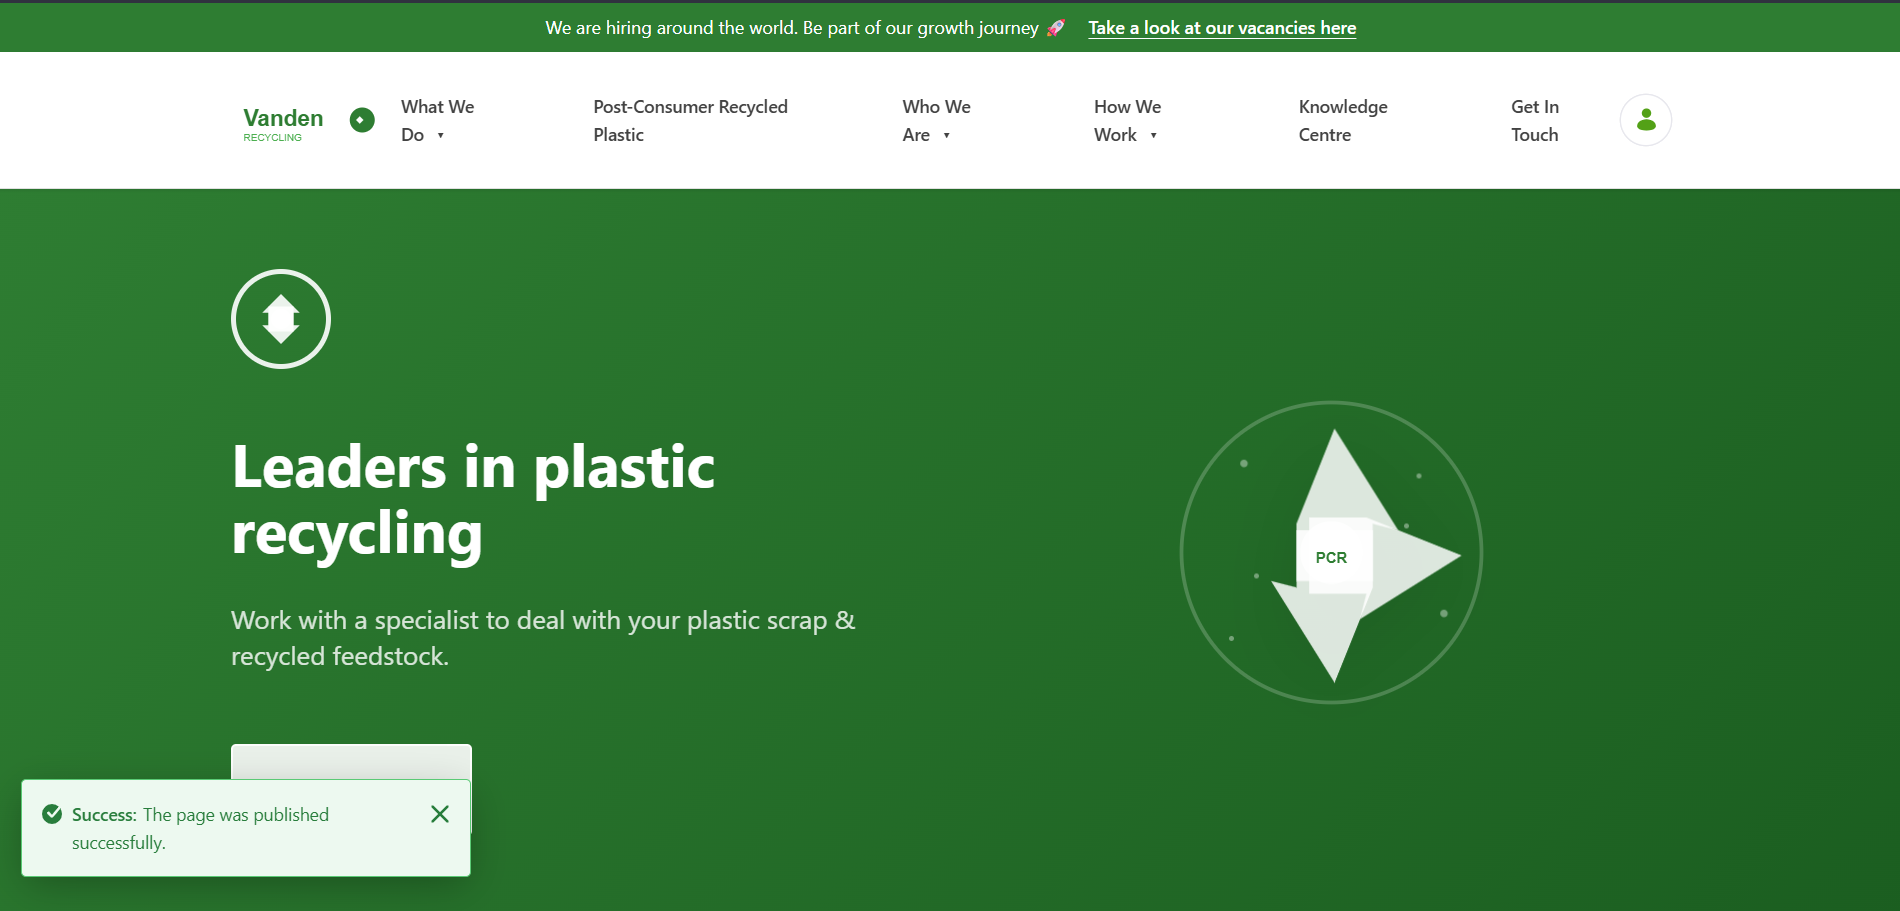 We are hiring around the world. Be part of our growth journey 🚀 Take a look at our vacancies here
Vanden
RECYCLING
What We
Do ▾
Post-Consumer Recycled
Plastic
Who We
Are ▾
How We
Work ▾
Knowledge
Centre
Get In
Touch
Leaders in plastic
recycling
PCR
Work with a specialist to deal with your plastic scrap &
recycled feedstock.
Success: The page was published
successfully.